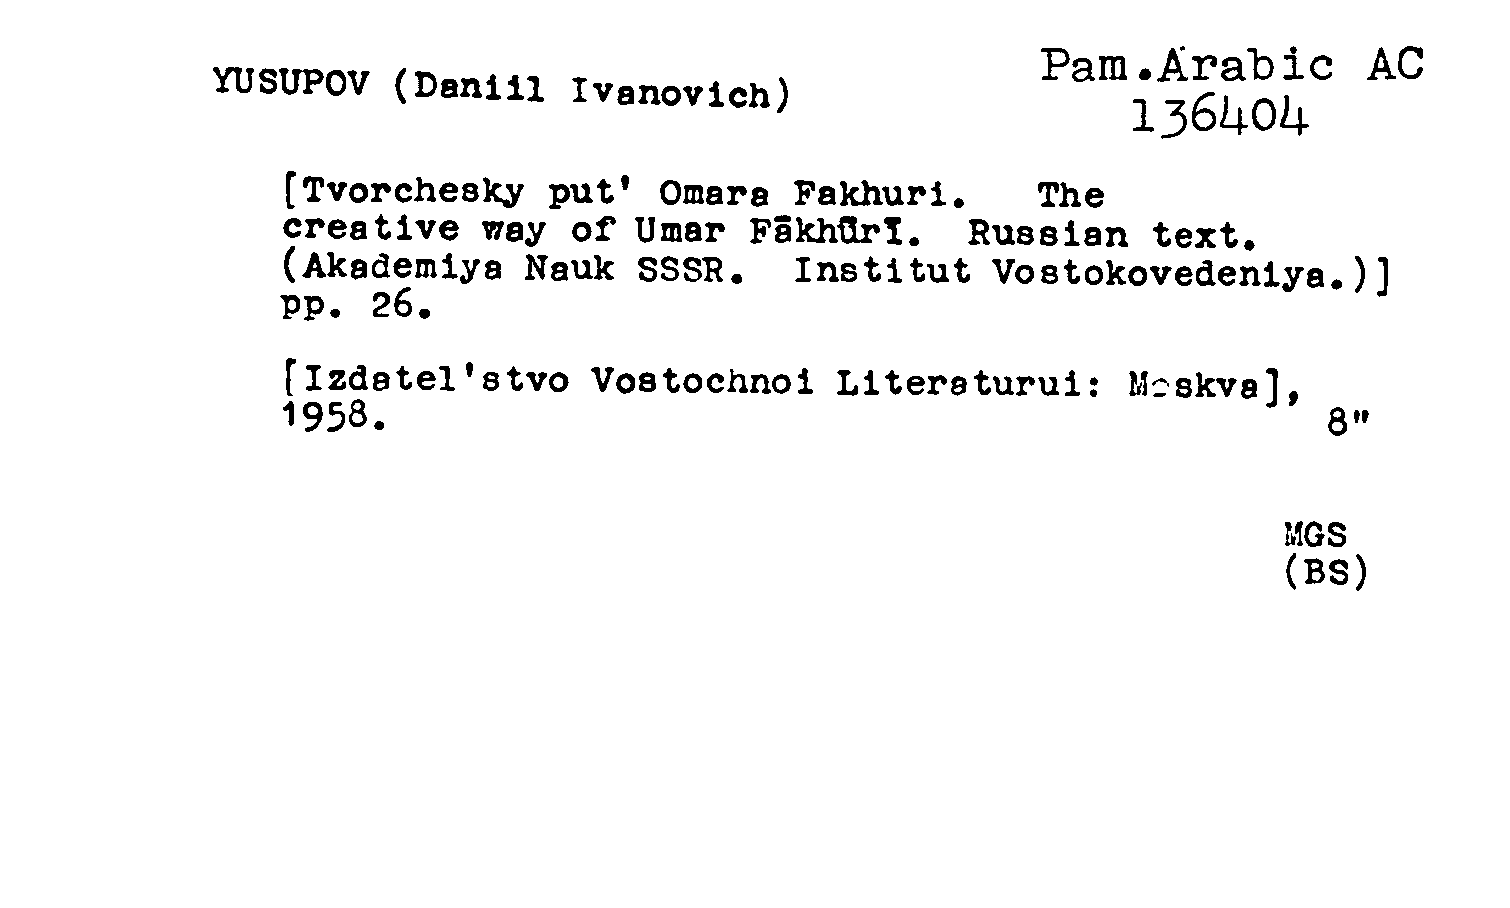 YUSUPOV (Daniil Ivanovich)
Pam.Arabic AC
136404
[Tvorchesky put' Omara Fakhuri. The
creative way of Umar Fākhūrī. Russian text.
(Akademiya Nauk SSSR. Institut Vostokovedeniya.)]
pp. 26.
[Izdatel'stvo Vostochnoi Literaturui: Moskva],
1958.
8"
MGS
(BS)